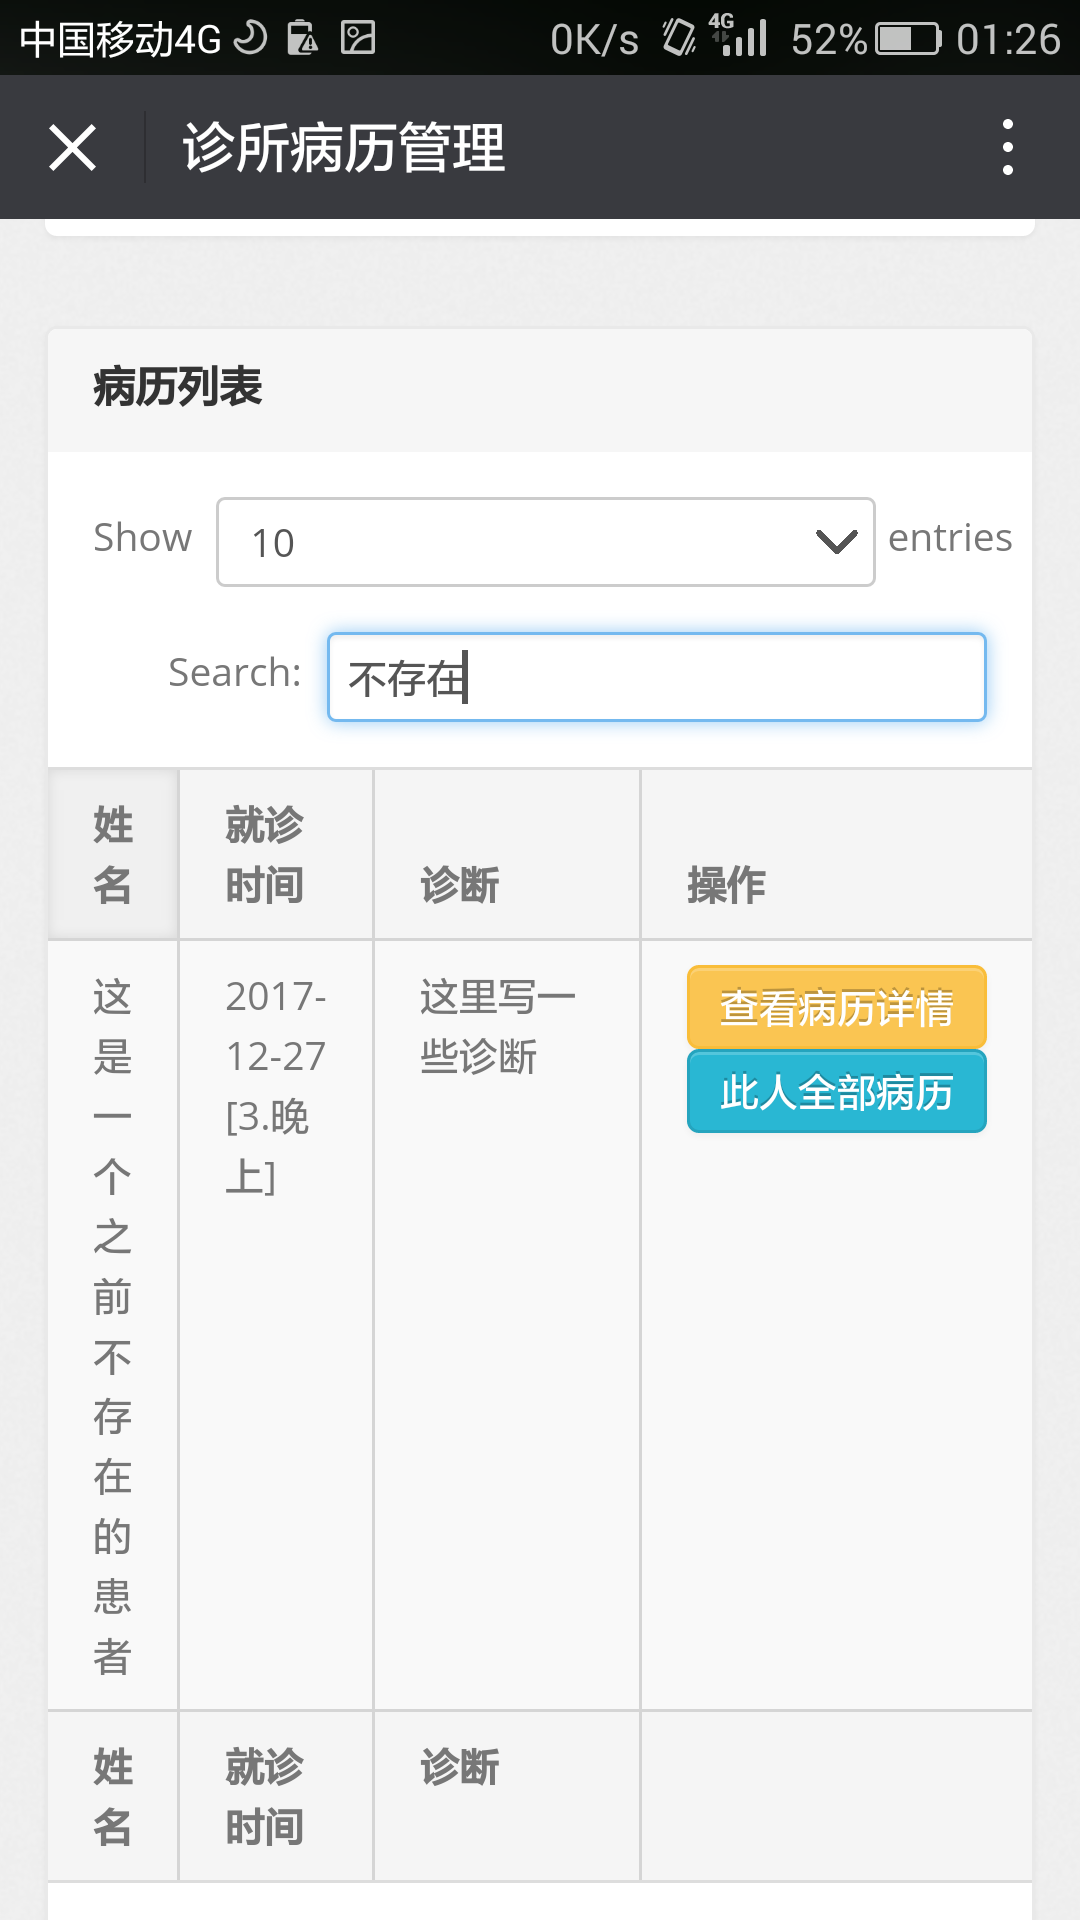 中国移动4G 0K/s 4G 52% 01:26
诊所病历管理
病历列表
Show 10 entries
Search: 不存在
姓
名
就诊
时间
诊断
操作
这
是
一
个
之
前
不
存
在
的
患
者
2017-
12-27
[3.晚
上]
这里写一
些诊断
查看病历详情
此人全部病历
姓
名
就诊
时间
诊断